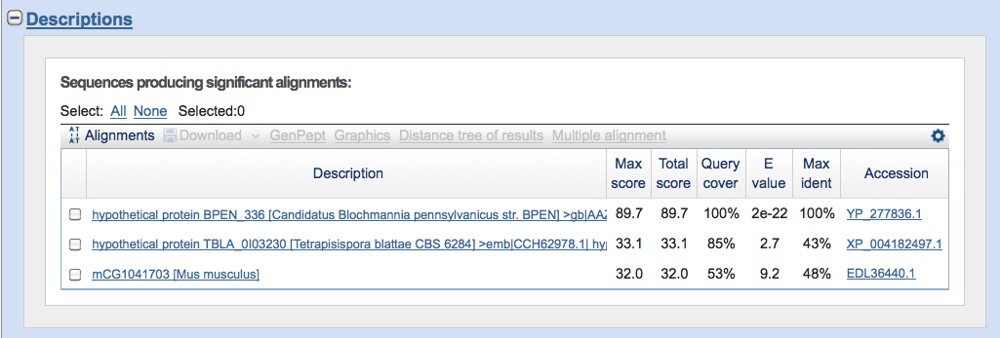 Descriptions
Sequences producing significant alignments:
Select: All None Selected:0
AT Alignments Download GenPept Graphics Distance tree of results Multiple alignment
Description Max score Total score Query cover E value Max ident Accession
hypothetical protein BPEN_336 [Candidatus Blochmannia pennsylvanicus str. BPEN] >gb|AAZ 89.7 89.7 100% 2e-22 100% YP_277836.1
hypothetical protein TBLA_0I03230 [Tetrapisispora blattae CBS 6284] >emb|CCH62978.1| hy 33.1 33.1 85% 2.7 43% XP_004182497.1
mCG1041703 [Mus musculus] 32.0 32.0 53% 9.2 48% EDL36440.1